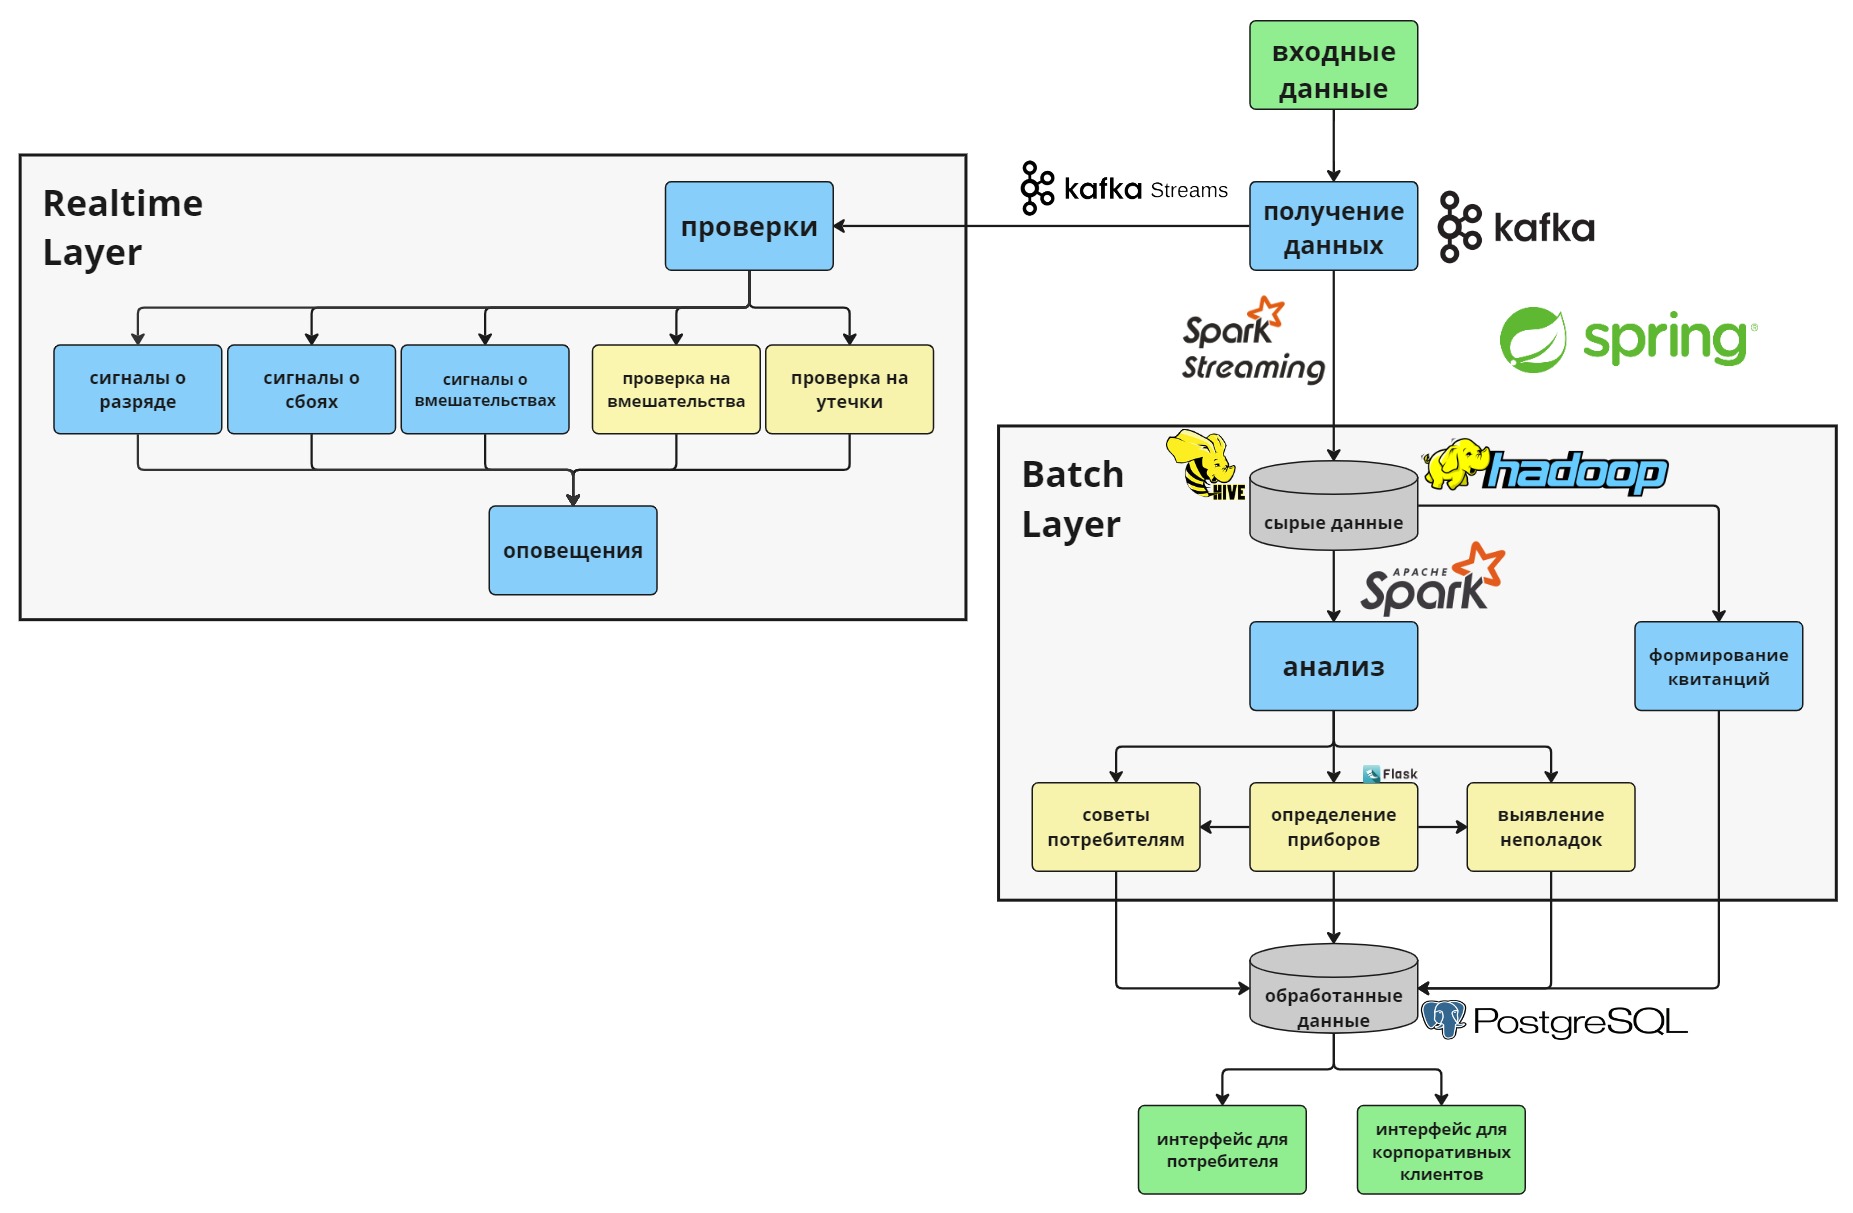 входные
данные
kafka Streams
получение
данных
kafka
Realtime
Layer
проверки
Spark
Streaming
spring®
сигналы о
разряде
сигналы о
сбоях
сигналы о
вмешательствах
проверка на
вмешательства
проверка на
утечки
оповещения
Batch
Layer
HIVE
сырые данные
hadoop
APACHE
Spark
анализ
формирование
квитанций
Flask
советы
потребителям
определение
приборов
выявление
неполадок
обработанные
данные
PostgreSQL
интерфейс для
потребителя
интерфейс для
корпоративных
клиентов